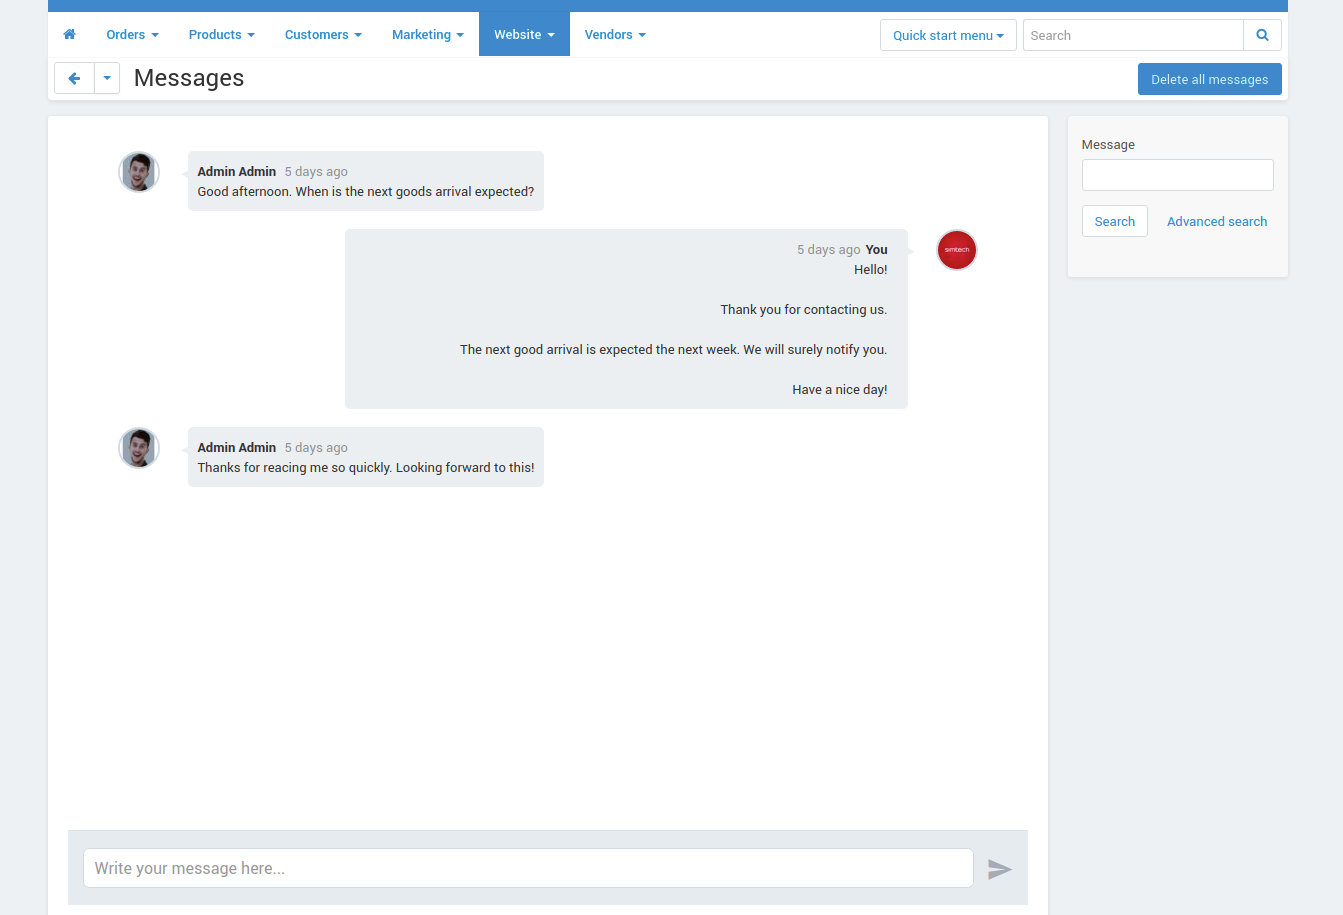 Orders
Products
Customers
Marketing
Website
Vendors
Quick start menu
Search
Messages
Delete all messages
Admin Admin 5 days ago
Good afternoon. When is the next goods arrival expected?
5 days ago You
Hello!
Thank you for contacting us.
The next good arrival is expected the next week. We will surely notify you.
Have a nice day!
simtech
Admin Admin 5 days ago
Thanks for reacing me so quickly. Looking forward to this!
Message
Search
Advanced search
Write your message here...